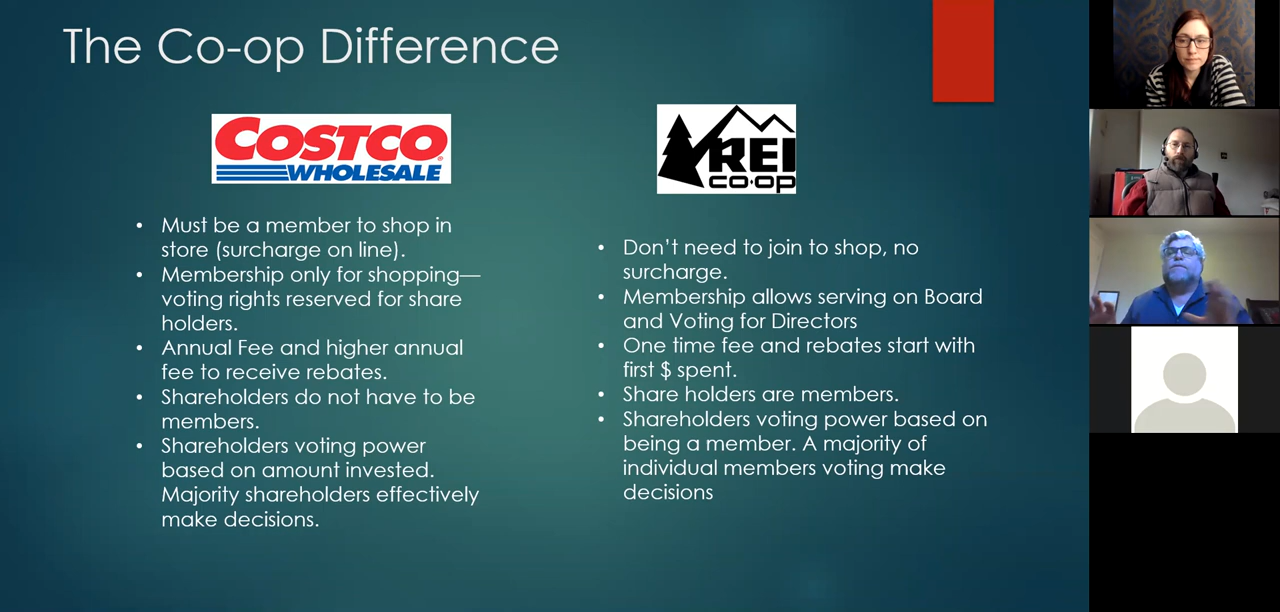 The Co-op Difference
COSTCO
WHOLESALE
• Must be a member to shop in
store (surcharge on line).
• Membership only for shopping—
voting rights reserved for share
holders.
• Annual Fee and higher annual
fee to receive rebates.
• Shareholders do not have to be
members.
• Shareholders voting power
based on amount invested.
Majority shareholders effectively
make decisions.
REI
co·op
• Don't need to join to shop, no
surcharge.
• Membership allows serving on Board
and Voting for Directors
• One time fee and rebates start with
first $ spent.
• Share holders are members.
• Shareholders voting power based on
being a member. A majority of
individual members voting make
decisions